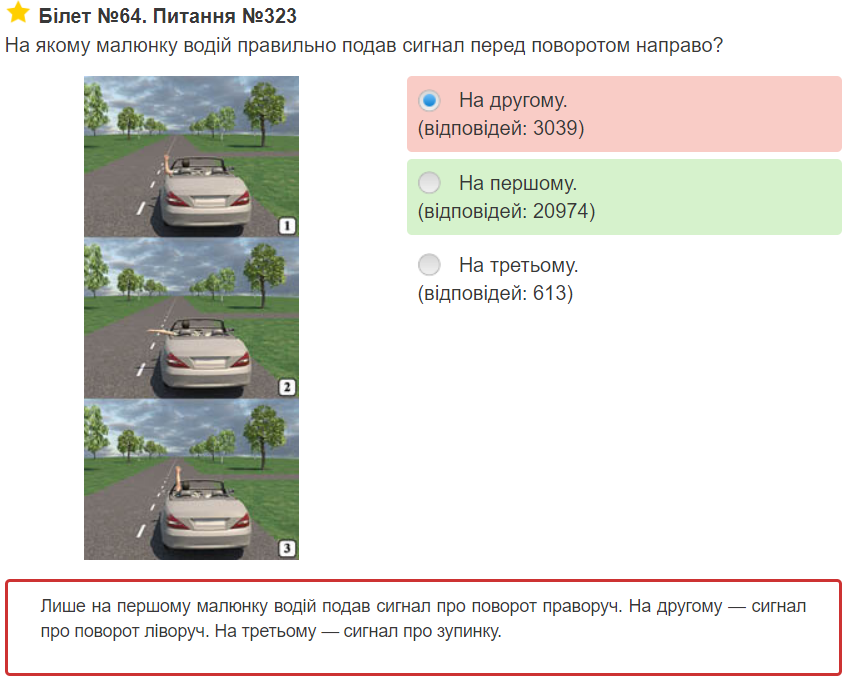 Білет №64. Питання №323
На якому малюнку водій правильно подав сигнал перед поворотом направо?
На другому.
(відповідей: 3039)
На першому.
(відповідей: 20974)
На третьому.
(відповідей: 613)
1
2
3
Лише на першому малюнку водій подав сигнал про поворот праворуч. На другому — сигнал
про поворот ліворуч. На третьому — сигнал про зупинку.